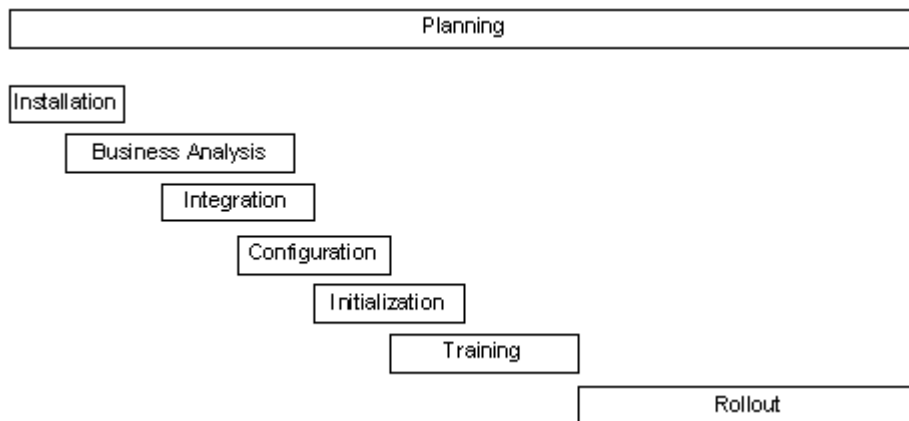 Planning
Installation
Business Analysis
Integration
Configuration
Initialization
Training
Rollout